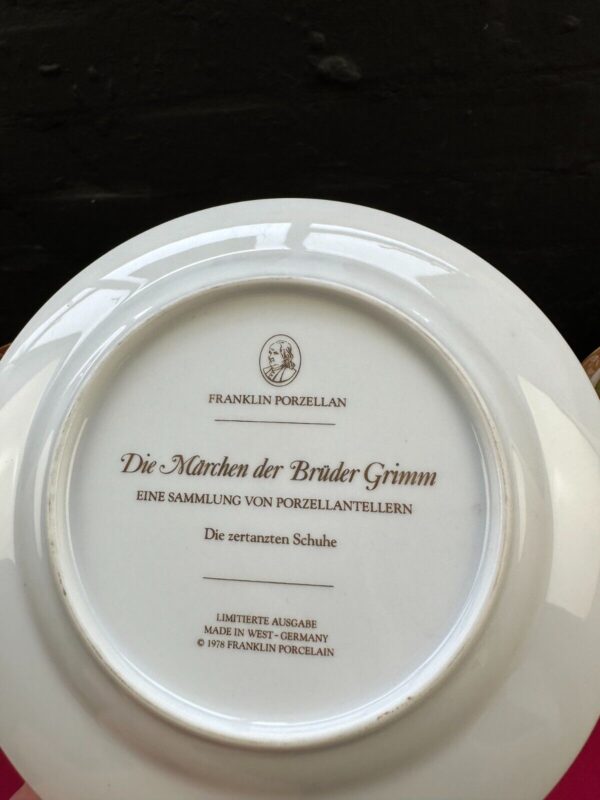 FRANKLIN PORZELLAN
Die Märchen der Brüder Grimm
EINE SAMMLUNG VON PORZELLANTELLERN
Die zertanzten Schuhe
LIMITIERTE AUSGABE
MADE IN WEST-GERMANY
© 1978 FRANKLIN PORCELAIN